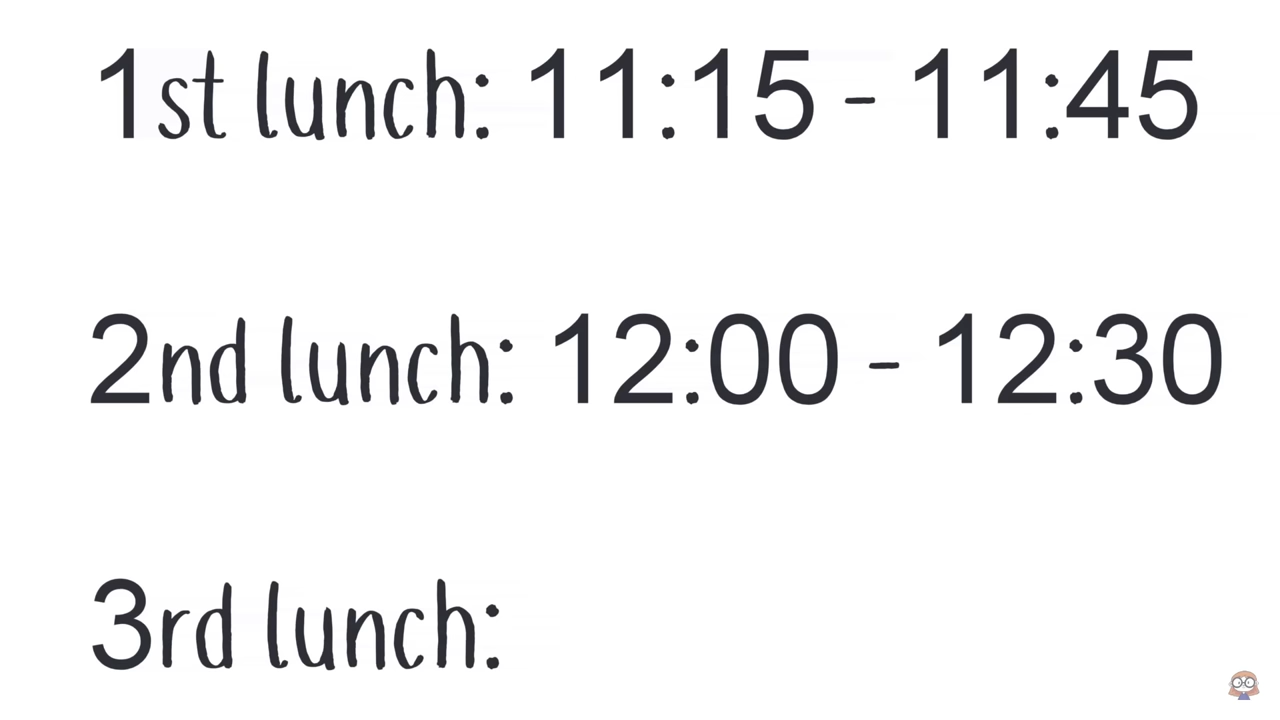 1st lunch: 11:15 - 11:45
2nd lunch: 12:00 - 12:30
3rd lunch: